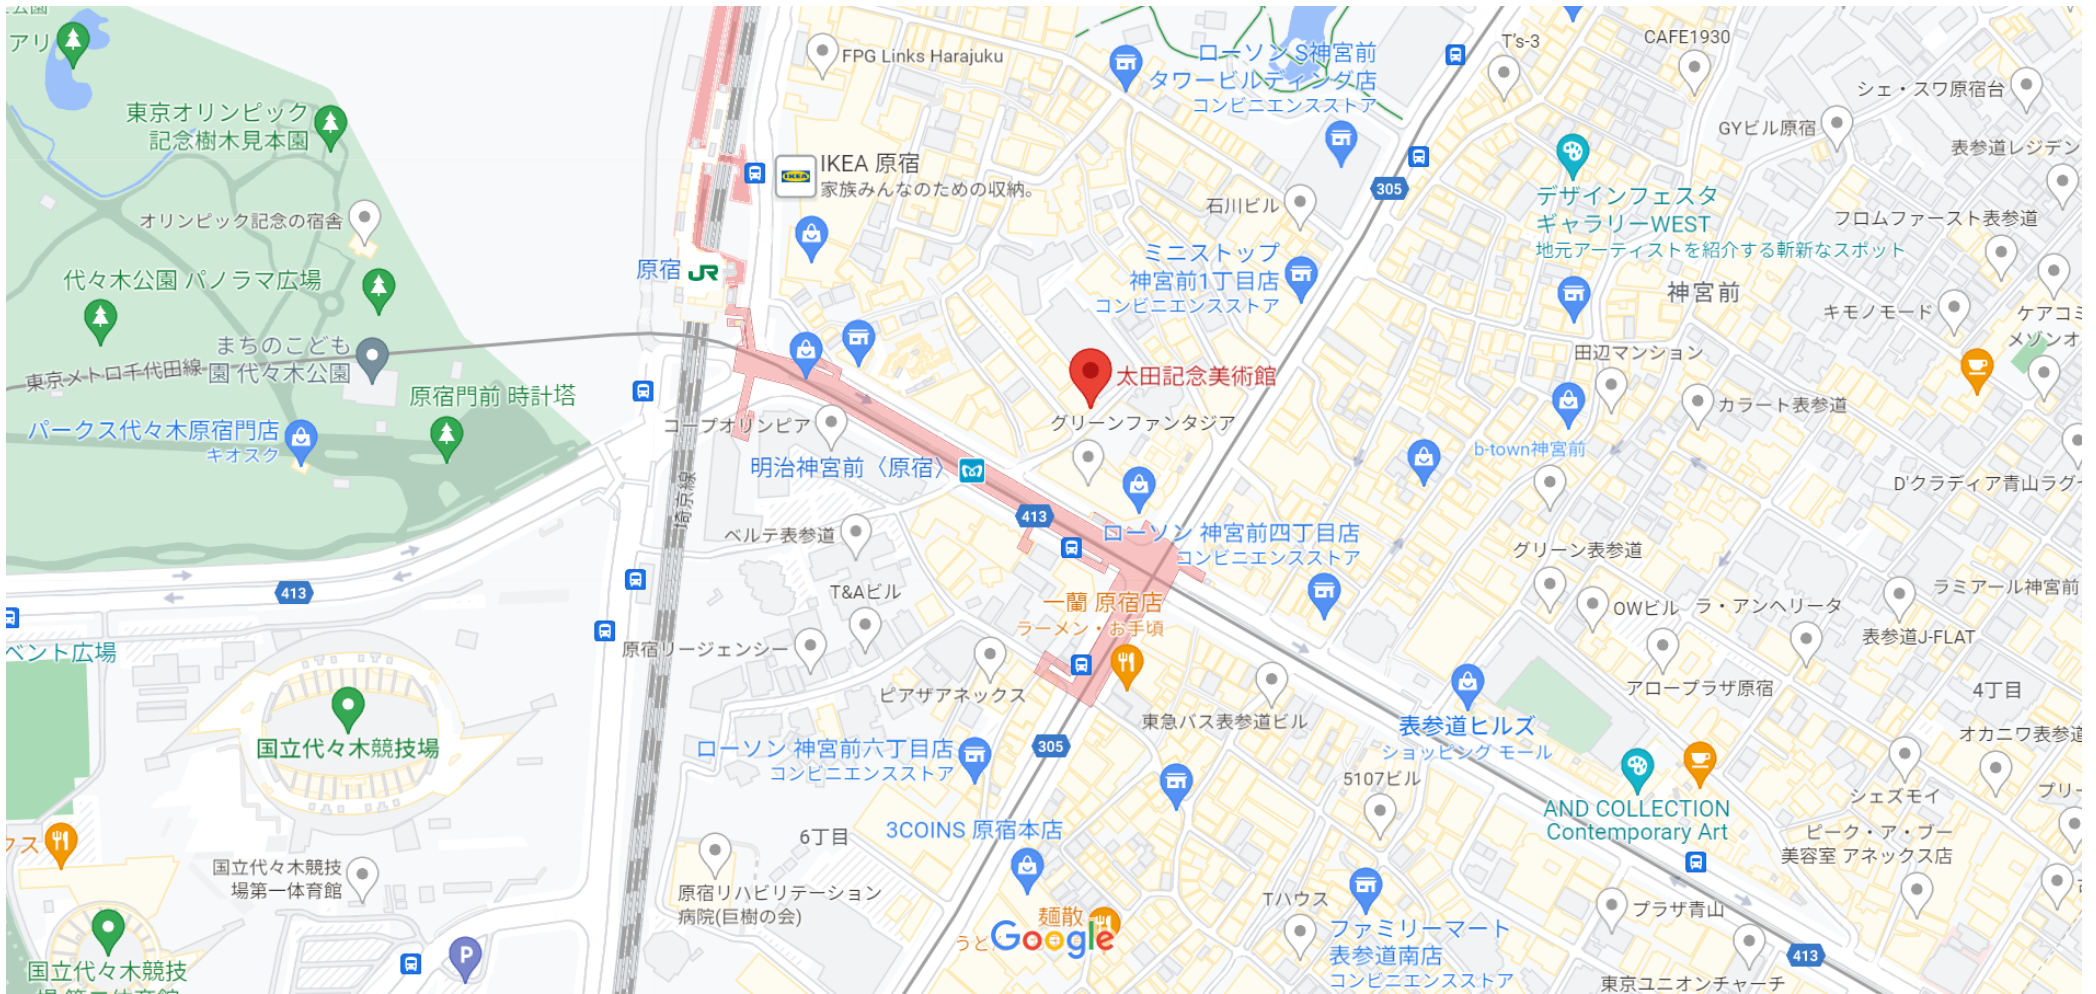 アリ
東京オリンピック
記念樹木見本園
オリンピック記念の宿舎
代々木公園 パノラマ広場
まちのこども
園 代々木公園
東京メトロ千代田線
原宿門前 時計塔
パークス代々木原宿門店
キオスク
413
ベント広場
国立代々木競技場
クス
国立代々木競技
場第一体育館
国立代々木競技
P
FPG Links Harajuku
IKEA
IKEA 原宿
家族みんなのための収納。
原宿 JR
ローソン S神宮前
タワービルディング店
コンビニエンスストア
305
石川ビル
ミニストップ
神宮前1丁目店
コンビニエンスストア
太田記念美術館
グリーンファンタジア
コープオリンピア
明治神宮前〈原宿〉
埼京線
413
ベルテ表参道
T&Aビル
原宿リージェンシー
ピアザアネックス
ローソン 神宮前四丁目店
コンビニエンスストア
一蘭 原宿店
ラーメン・お手頃
東急バス表参道ビル
305
ローソン 神宮前六丁目店
コンビニエンスストア
3COINS 原宿本店
6丁目
原宿リハビリテーション
病院(巨樹の会)
麺散
うど
Google
T's-3
CAFE1930
シェ・スワ原宿台
GYビル原宿
表参道レジデン
デザインフェスタ
ギャラリーWEST
地元アーティストを紹介する斬新なスポット
フロムファースト表参道
神宮前
キモノモード
ケアコミ
メゾンオ
田辺マンション
カラート表参道
b-town神宮前
D'クラディア青山ラグ
グリーン表参道
OWビル
ラ・アンヘリータ
ラミアール神宮前
表参道J-FLAT
アロープラザ原宿
4丁目
表参道ヒルズ
ショッピング モール
オカニワ表参道
5107ビル
AND COLLECTION
Contemporary Art
シェズモイ
プリー
ピーク・ア・ブー
美容室 アネックス店
Tハウス
ファミリーマート
表参道南店
コンビニエンスストア
プラザ青山
413
東京ユニオンチャーチ